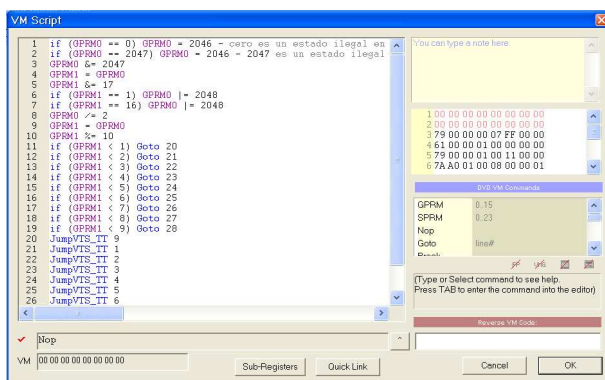 VM Script
1 if (GPRM0 == 0) GPRM0 = 2046 - cero es un estado ilegal en
2 if (GPRM0 == 2047) GPRM0 = 2046 - 2047 es un estado ilegal
3 GPRM0 &= 2047
4 GPRM1 = GPRM0
5 GPRM1 &= 17
6 if (GPRM1 == 1) GPRM0 |= 2048
7 if (GPRM1 == 16) GPRM0 |= 2048
8 GPRM0 /= 2
9 GPRM1 = GPRM0
10 GPRM1 %= 10
11 if (GPRM1 < 1) Goto 20
12 if (GPRM1 < 2) Goto 21
13 if (GPRM1 < 3) Goto 22
14 if (GPRM1 < 4) Goto 23
15 if (GPRM1 < 5) Goto 24
16 if (GPRM1 < 6) Goto 25
17 if (GPRM1 < 7) Goto 26
18 if (GPRM1 < 8) Goto 27
19 if (GPRM1 < 9) Goto 28
20 JumpVTS_TT 9
21 JumpVTS_TT 1
22 JumpVTS_TT 2
23 JumpVTS_TT 3
24 JumpVTS_TT 4
25 JumpVTS_TT 5
26 JumpVTS_TT 6
Nop
VM 00 00 00 00 00 00 00 00
Sub-Registers
Quick Link
You can type a note here:
1 00 00 00 00 00 00 00 00
2 00 00 00 00 00 00 00 00
3 79 00 00 00 07 FF 00 00
4 61 00 00 01 00 00 00 00
5 79 00 00 01 00 11 00 00
6 7A A0 01 00 08 00 00 01
DVD VM Commands
GPRM 0..15
SPRM 0..23
Nop
Goto line#
Break
(Type or Select command to see help.
Press TAB to enter the command into the editor)
Reverse VM Code:
Cancel
OK